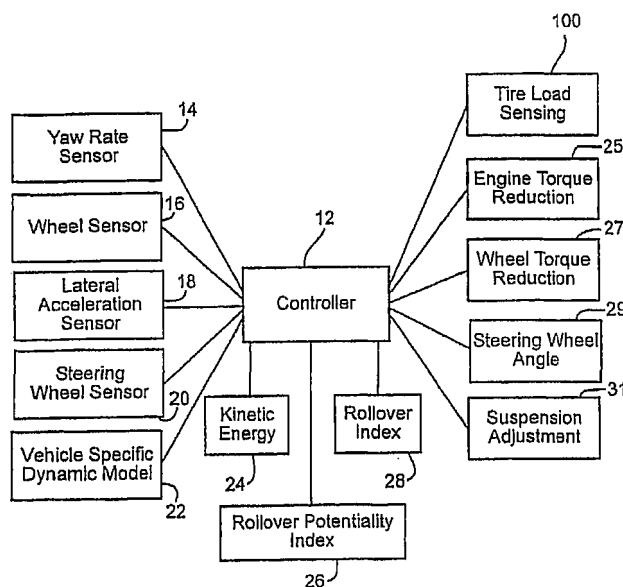 100
Tire Load
Sensing
14
Yaw Rate
Sensor
25
Engine Torque
Reduction
16
Wheel Sensor
12
27
Wheel Torque
Reduction
18
Lateral
Acceleration
Sensor
Controller
29
Steering Wheel
Angle
Steering
Wheel Sensor
20
Kinetic
Energy
24
Rollover
Index
28
31
Suspension
Adjustment
Vehicle Specific
Dynamic Model
22
Rollover Potentiality
Index
26